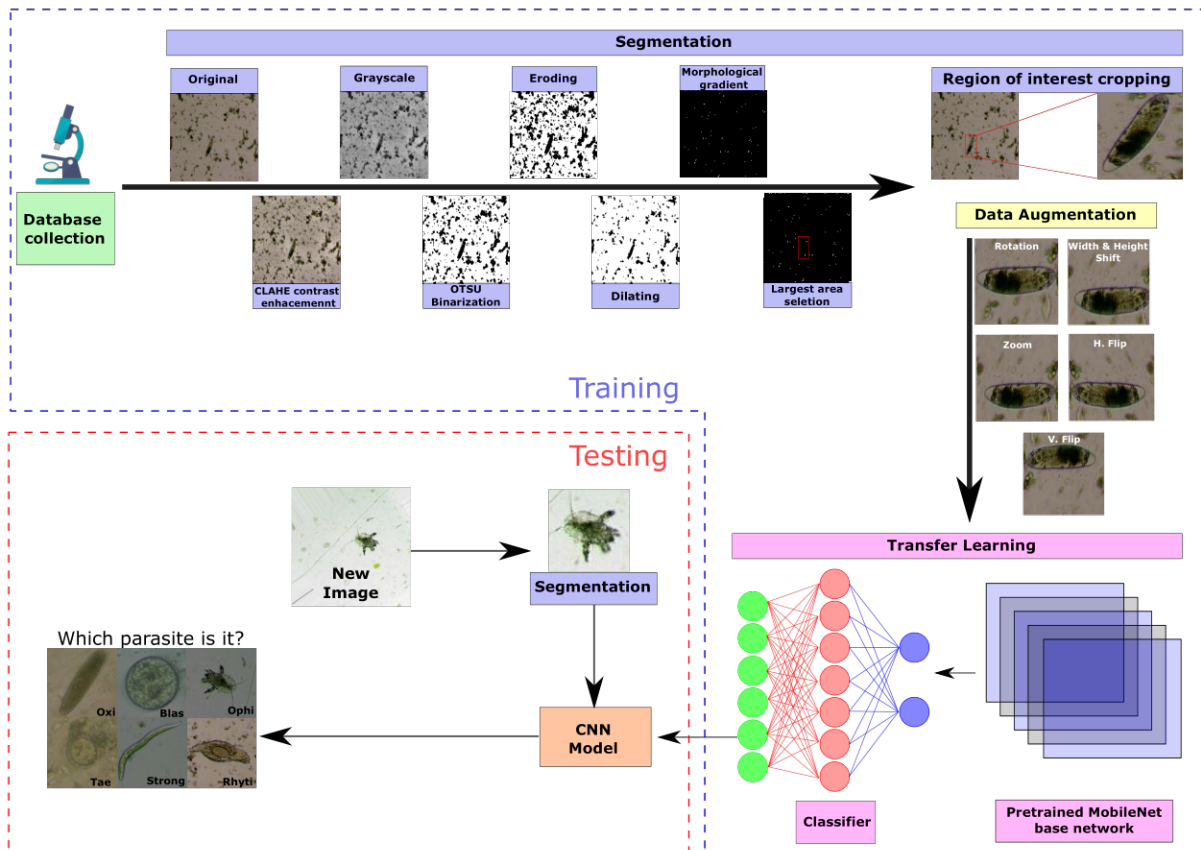 Segmentation
Original
Grayscale
Eroding
Morphological
gradient
Region of interest cropping
Database
collection
CLAHE contrast
enhacemennt
OTSU
Binarization
Dilating
Largest area
seletion
Data Augmentation
Rotation
Width & Height
Shift
Zoom
H. Flip
V. Flip
Training
Testing
New
Image
Segmentation
Transfer Learning
Which parasite is it?
Oxi
Blas
Ophi
Tae
Strong
Rhyti
CNN
Model
Classifier
Pretrained MobileNet
base network